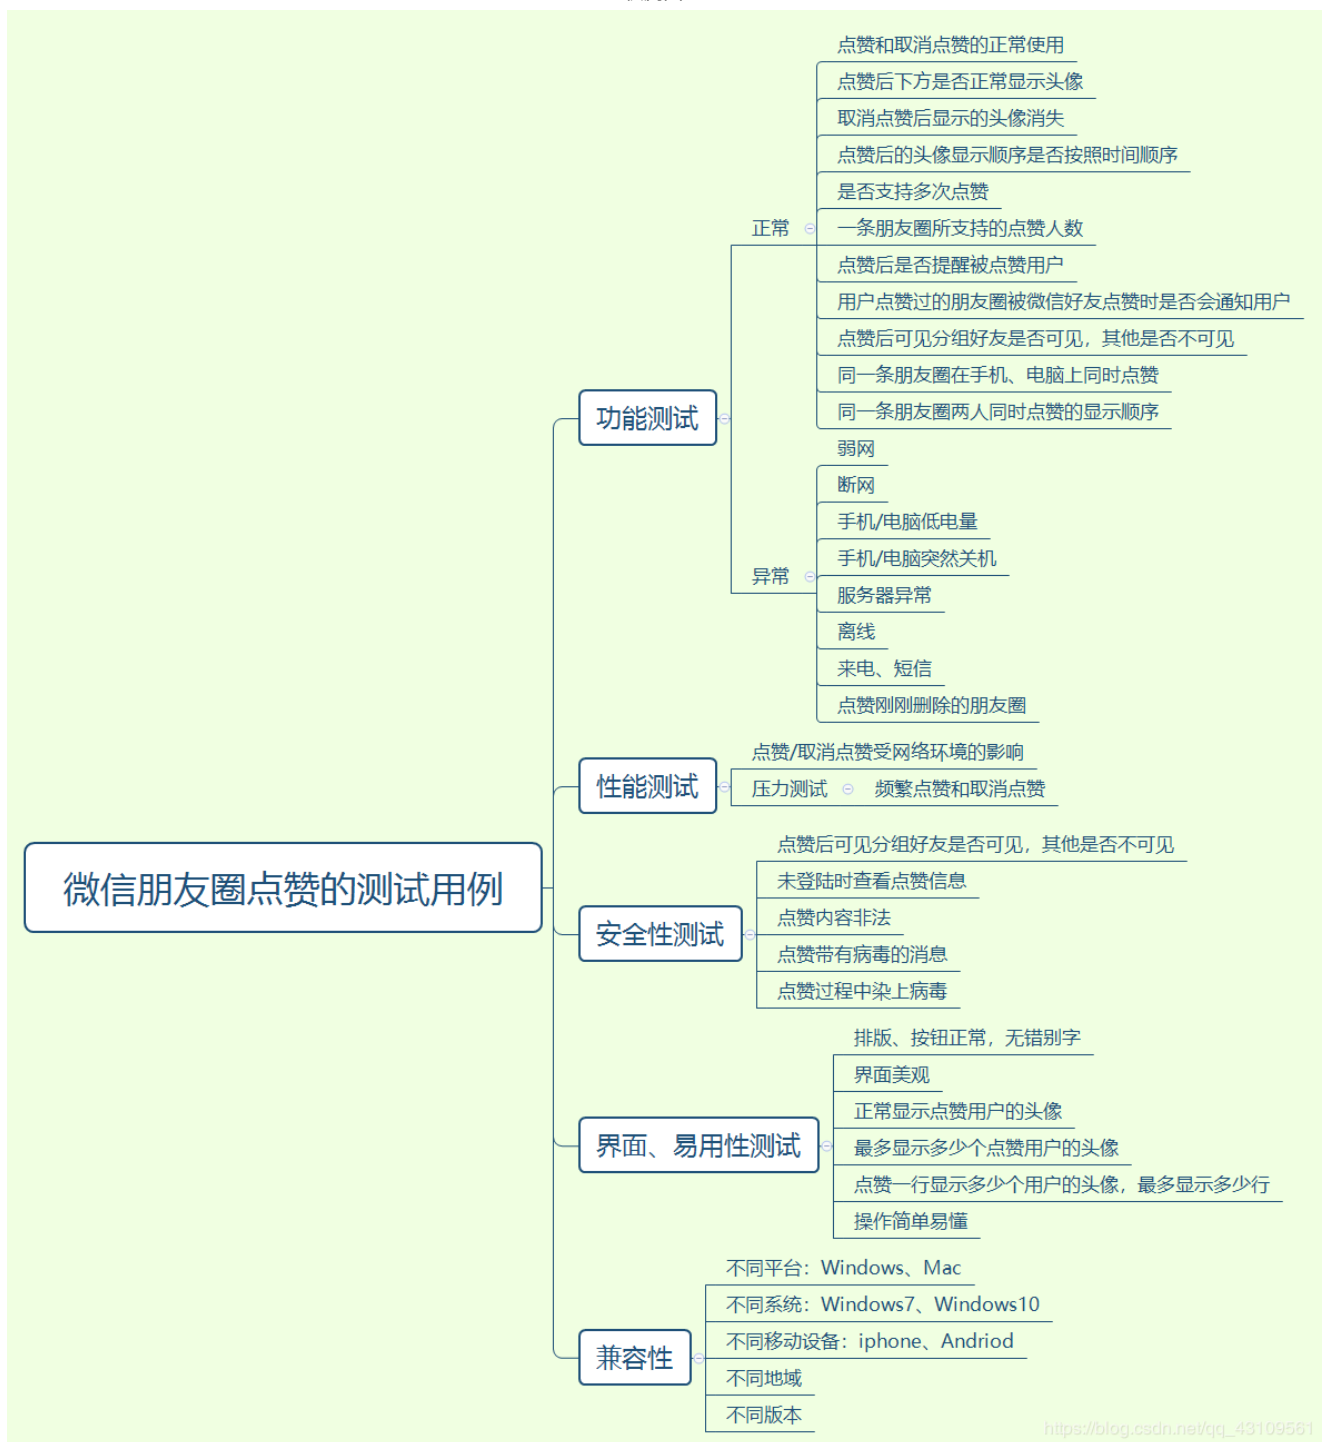 点赞和取消点赞的正常使用
点赞后下方是否正常显示头像
取消点赞后显示的头像消失
点赞后的头像显示顺序是否按照时间顺序
是否支持多次点赞
正常
一条朋友圈所支持的点赞人数
点赞后是否提醒被点赞用户
用户点赞过的朋友圈被微信好友点赞时是否会通知用户
点赞后可见分组好友是否可见，其他是否不可见
同一条朋友圈在手机、电脑上同时点赞
功能测试
同一条朋友圈两人同时点赞的显示顺序
弱网
断网
手机/电脑低电量
手机/电脑突然关机
异常
服务器异常
离线
来电、短信
点赞刚刚删除的朋友圈
点赞/取消点赞受网络环境的影响
性能测试
压力测试
频繁点赞和取消点赞
微信朋友圈点赞的测试用例
点赞后可见分组好友是否可见，其他是否不可见
未登陆时查看点赞信息
点赞内容非法
安全性测试
点赞带有病毒的消息
点赞过程中染上病毒
排版、按钮正常，无错别字
界面美观
正常显示点赞用户的头像
界面、易用性测试
最多显示多少个点赞用户的头像
点赞一行显示多少个用户的头像，最多显示多少行
操作简单易懂
不同平台：Windows、Mac
不同系统：Windows7、Windows10
不同移动设备：iphone、Andriod
兼容性
不同地域
不同版本
https://blog.csdn.net/qq_43109561